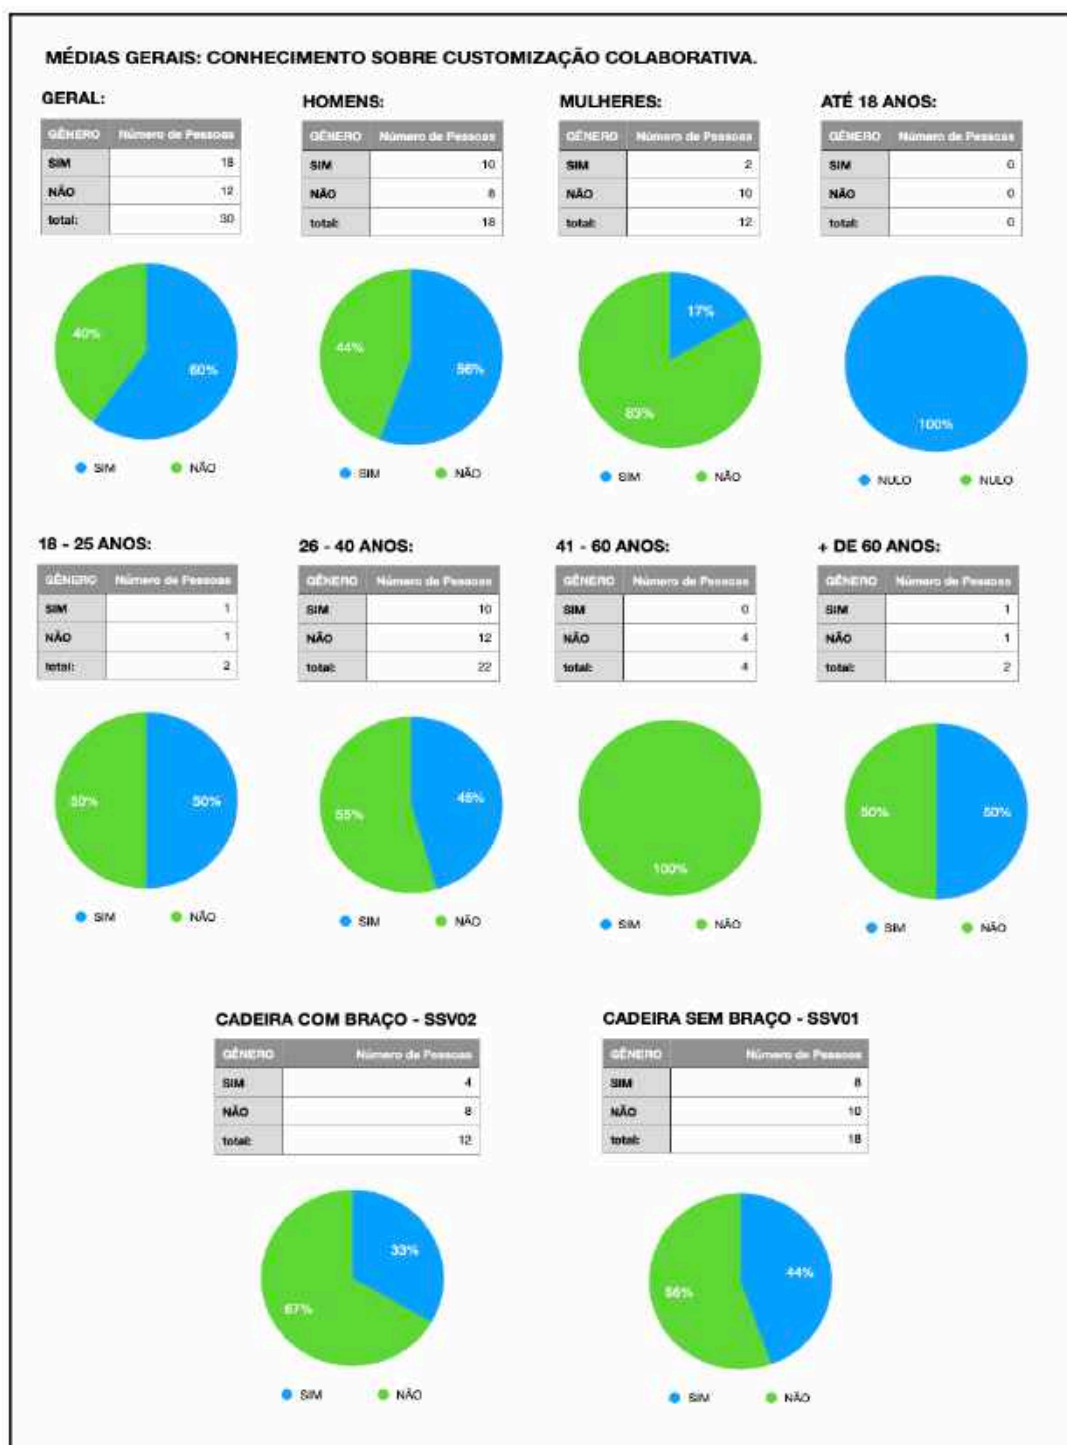 MÉDIAS GERAIS: CONHECIMENTO SOBRE CUSTOMIZAÇÃO COLABORATIVA.
GERAL:
GÊNERO Número de Pessoas
SIM 18
NÃO 12
total: 30
40%
60%
SIM NÃO
HOMENS:
GÊNERO Número de Pessoas
SIM 10
NÃO 8
total: 18
44%
56%
SIM NÃO
MULHERES:
GÊNERO Número de Pessoas
SIM 2
NÃO 10
total: 12
17%
83%
SIM NÃO
ATÉ 18 ANOS:
GÊNERO Número de Pessoas
SIM 0
NÃO 0
total: 0
100%
NULO NULO
18 - 25 ANOS:
GÊNERO Número de Pessoas
SIM 1
NÃO 1
total: 2
50%
50%
SIM NÃO
26 - 40 ANOS:
GÊNERO Número de Pessoas
SIM 10
NÃO 12
total: 22
55%
45%
SIM NÃO
41 - 60 ANOS:
GÊNERO Número de Pessoas
SIM 0
NÃO 4
total: 4
100%
SIM NÃO
+ DE 60 ANOS:
GÊNERO Número de Pessoas
SIM 1
NÃO 1
total: 2
50%
50%
SIM NÃO
CADEIRA COM BRAÇO - SSV02
GÊNERO Número de Pessoas
SIM 4
NÃO 8
total: 12
33%
67%
SIM NÃO
CADEIRA SEM BRAÇO - SSV01
GÊNERO Número de Pessoas
SIM 8
NÃO 10
total: 18
44%
56%
SIM NÃO